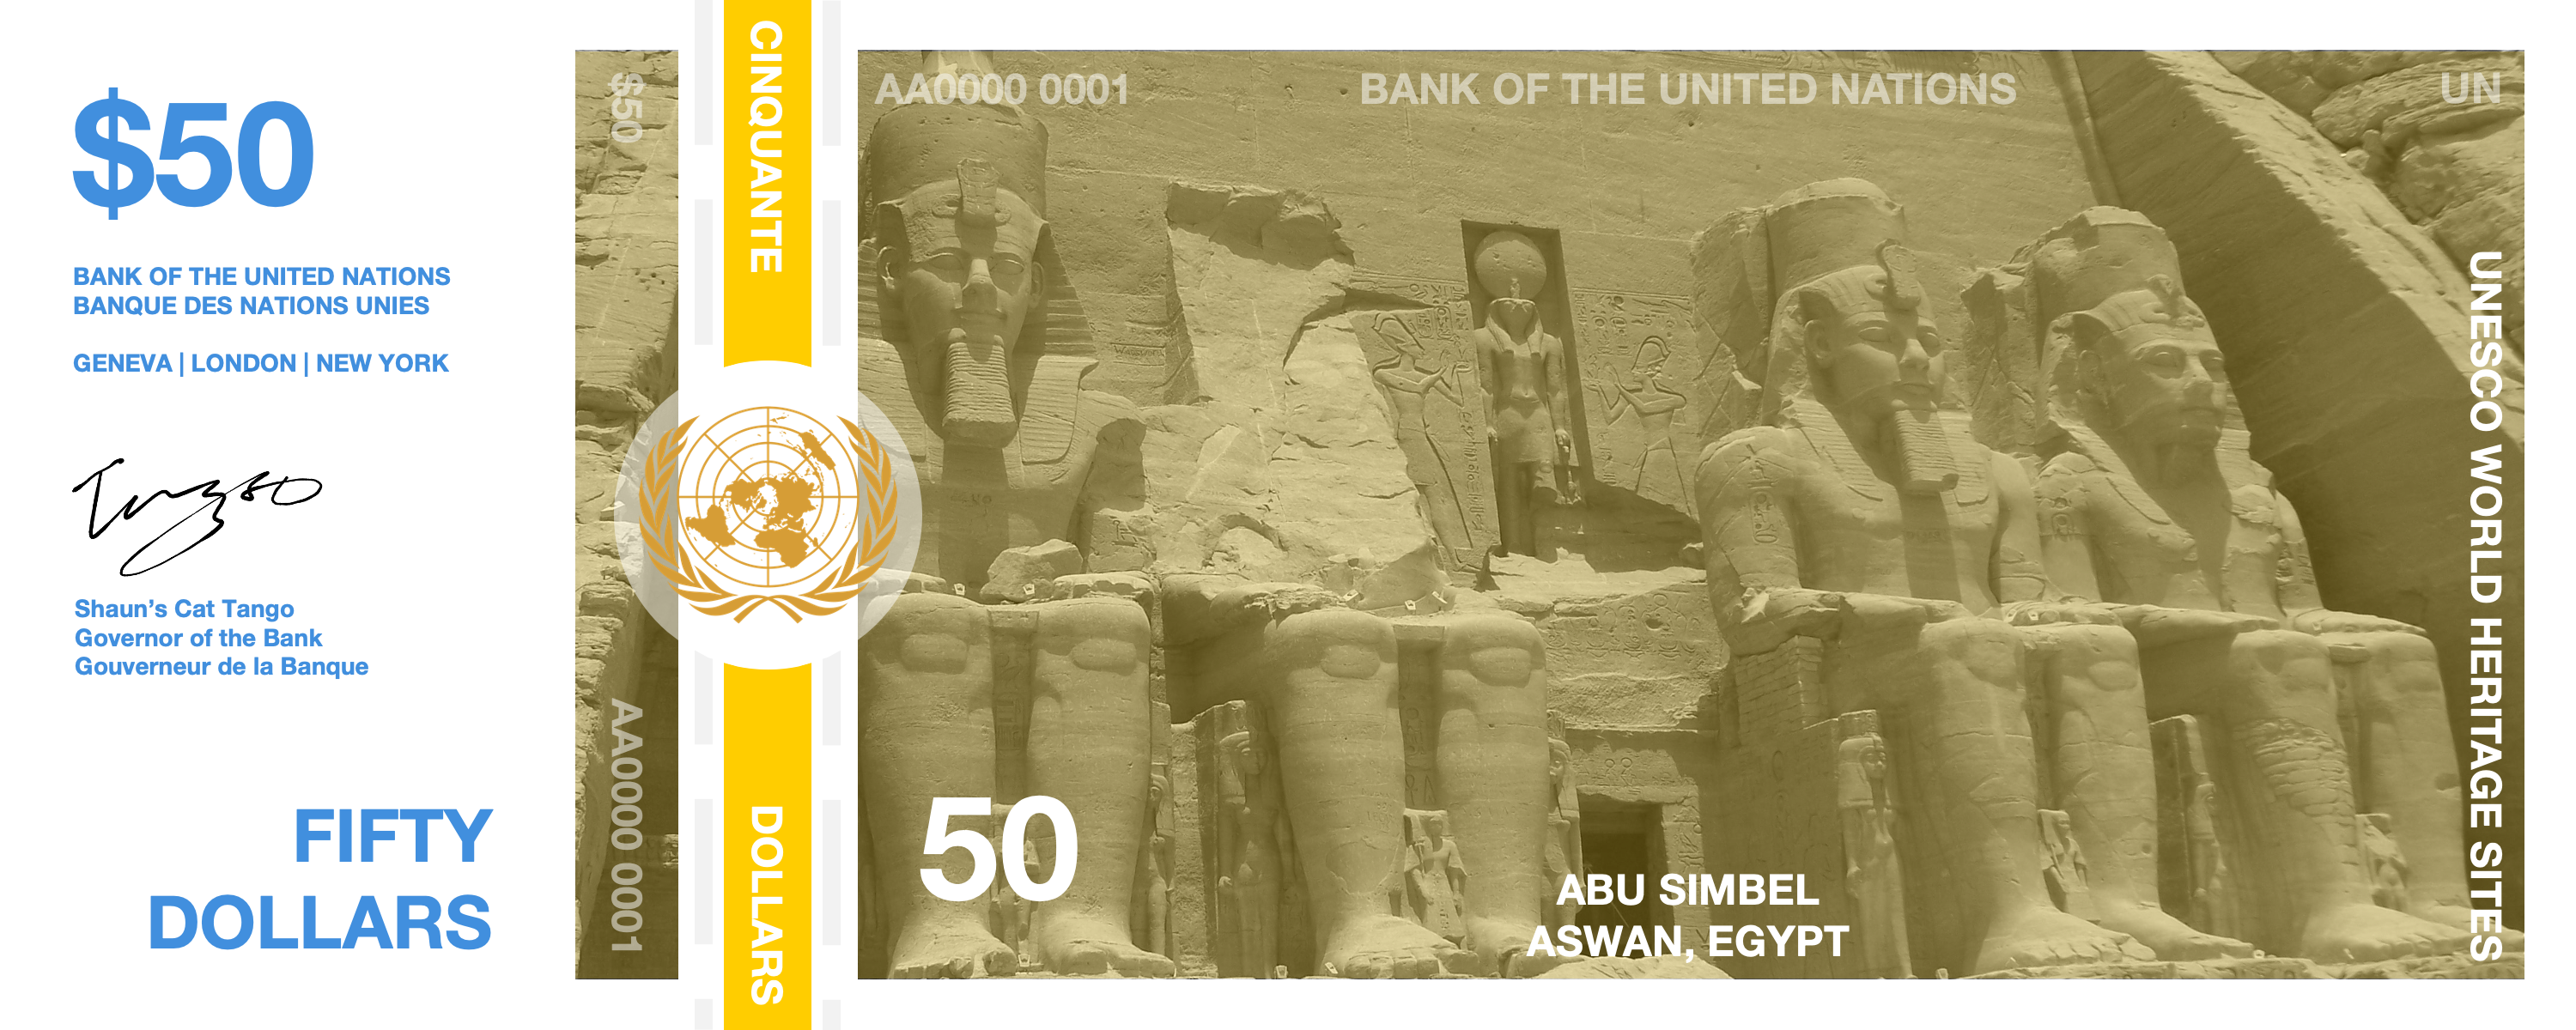 $50
BANK OF THE UNITED NATIONS
BANQUE DES NATIONS UNIES
GENEVA | LONDON | NEW YORK
Shaun’s Cat Tango
Governor of the Bank
Gouverneur de la Banque
FIFTY
DOLLARS
$50
AA0000 0001
CINQUANTE
DOLLARS
AA0000 0001
BANK OF THE UNITED NATIONS
UN
50
ABU SIMBEL
ASWAN, EGYPT
UNESCO WORLD HERITAGE SITES